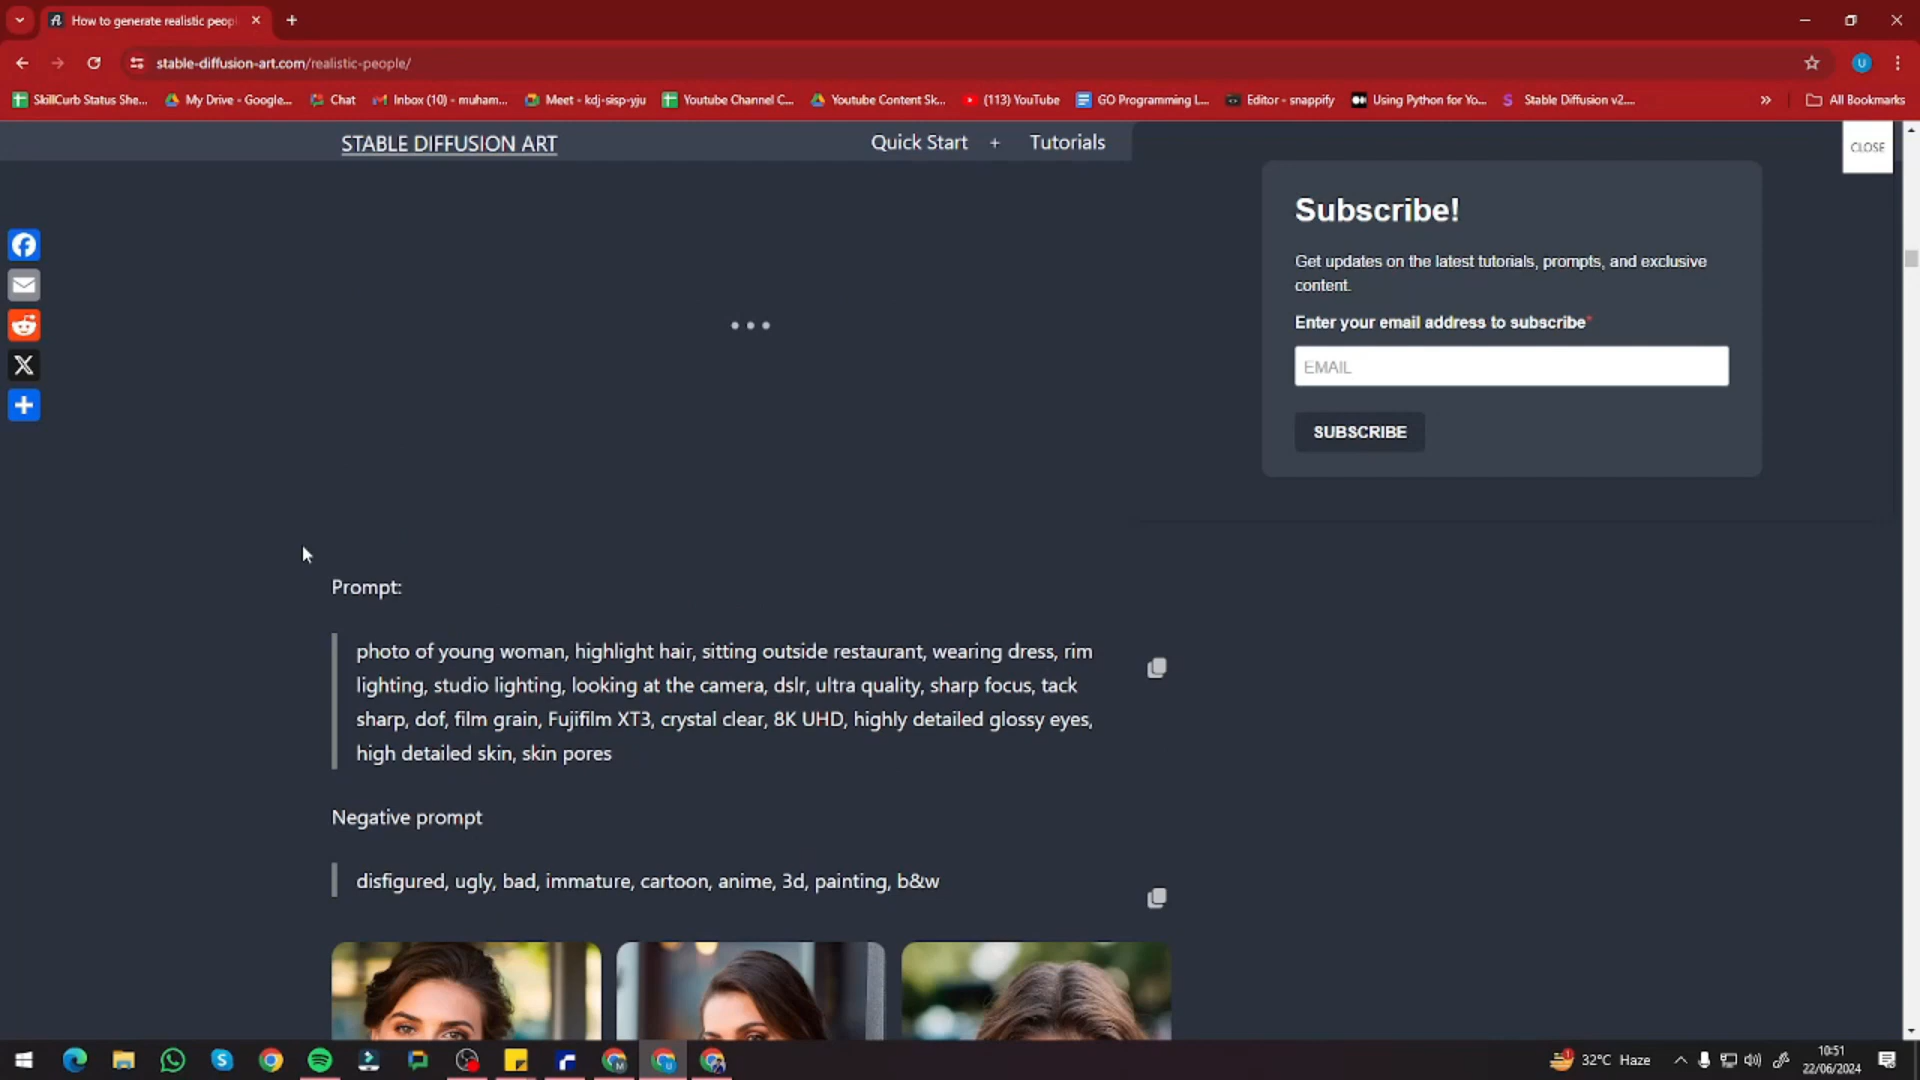 How to generate realistic peop
stable-diffusion-art.com/realistic-people/
U
SkillCurb Status She...
My Drive - Google...
Chat
Inbox (10) - muham...
Meet - kdj-sisp-yju
Youtube Channel C...
Youtube Content Sk...
(113) YouTube
GO Programming L...
Editor - snappify
Using Python for Yo...
Stable Diffusion v2....
»
All Bookmarks
STABLE DIFFUSION ART
Quick Start +
Tutorials
CLOSE
Subscribe!
Get updates on the latest tutorials, prompts, and exclusive
content.
Enter your email address to subscribe*
EMAIL
SUBSCRIBE
Prompt:
photo of young woman, highlight hair, sitting outside restaurant, wearing dress, rim
lighting, studio lighting, looking at the camera, dslr, ultra quality, sharp focus, tack
sharp, dof, film grain, Fujifilm XT3, crystal clear, 8K UHD, highly detailed glossy eyes,
high detailed skin, skin pores
Negative prompt
disfigured, ugly, bad, immature, cartoon, anime, 3d, painting, b&w
32°C Haze
10:51
22/06/2024